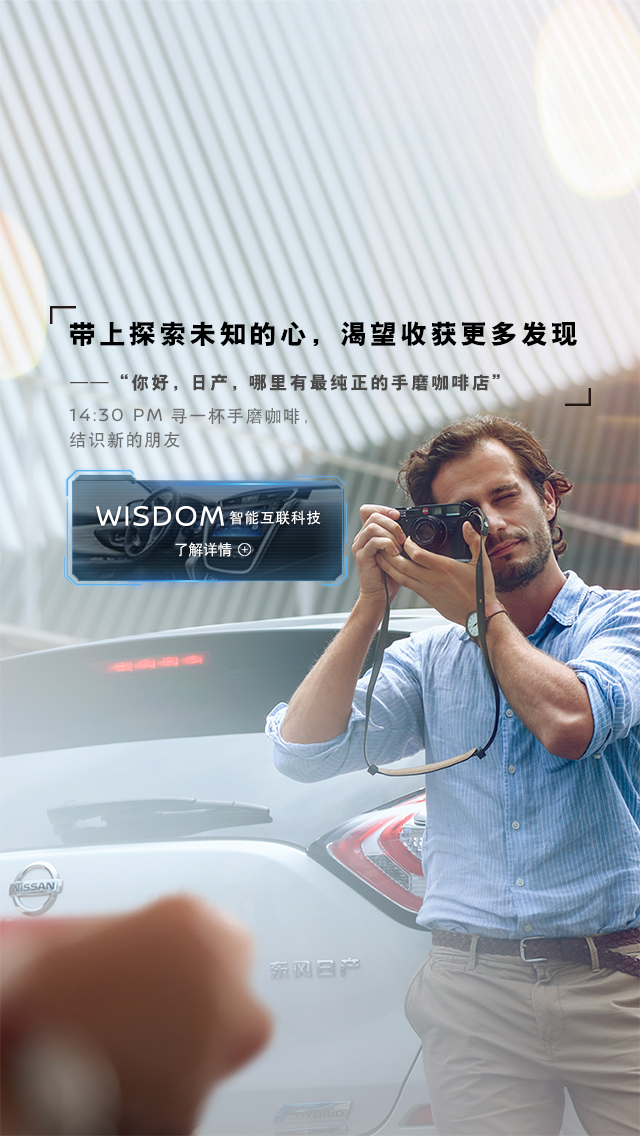 带上探索未知的心，渴望收获更多发现
——“你好，日产，哪里有最纯正的手磨咖啡店”
14:30 PM 寻一杯手磨咖啡，
结识新的朋友
WISDOM 智能互联科技
了解详情
NISSAN
东风日产
HYBRID